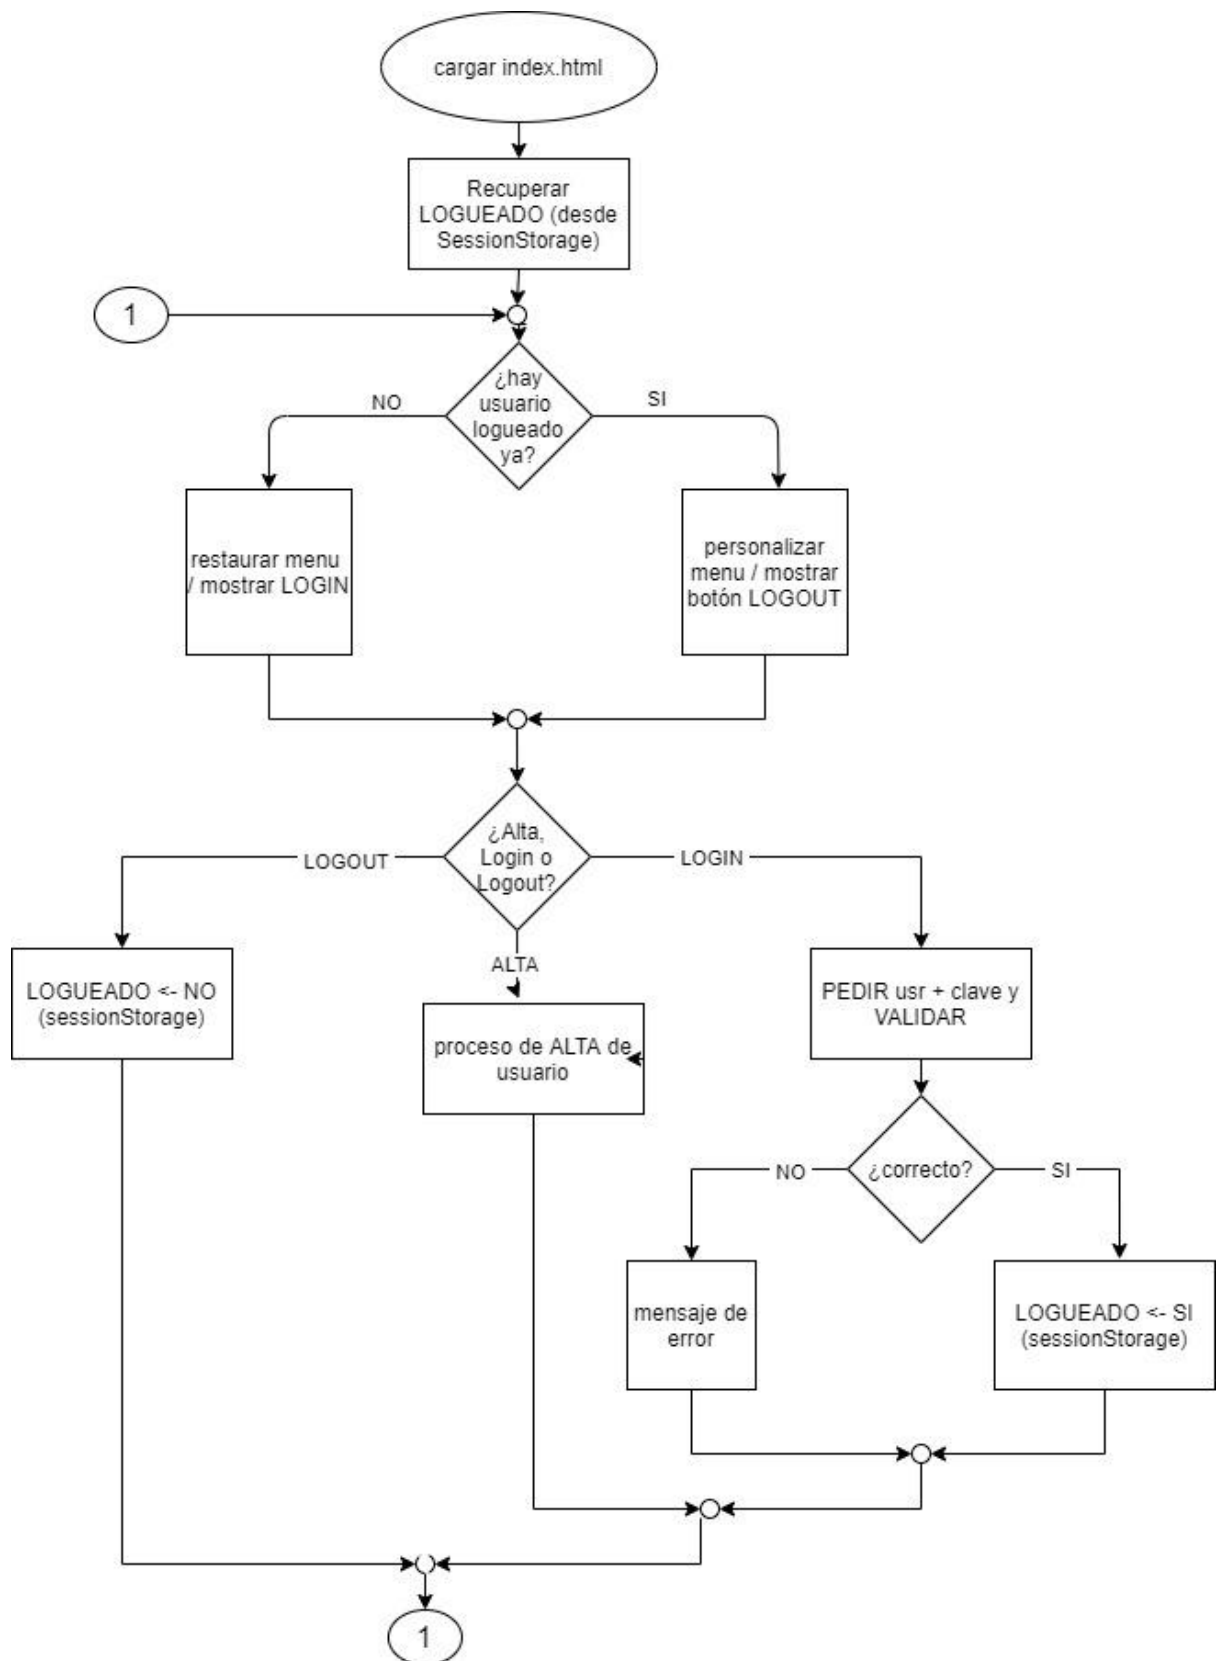 cargar index.html
Recuperar
LOGUEADO (desde
SessionStorage)
1
¿hay
usuario
logueado
ya?
NO
SI
restaurar menu
/ mostrar LOGIN
personalizar
menu / mostrar
botón LOGOUT
¿Alta,
Login o
Logout?
LOGOUT
LOGIN
ALTA
LOGUEADO <- NO
(sessionStorage)
proceso de ALTA de
usuario
PEDIR usr + clave y
VALIDAR
¿correcto?
NO
SI
mensaje de
error
LOGUEADO <- SI
(sessionStorage)
1